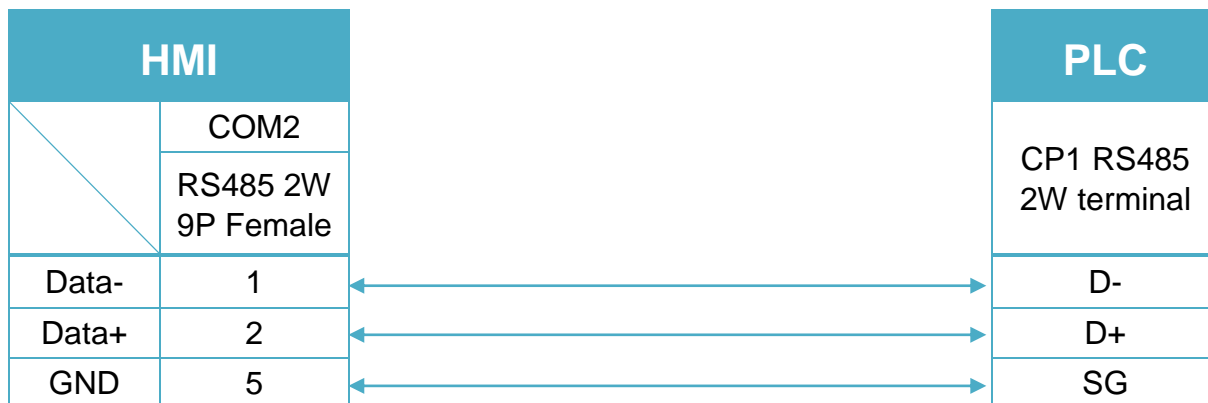 HMI
PLC
COM2
RS485 2W
9P Female
CP1 RS485
2W terminal
Data- 1 D-
Data+ 2 D+
GND 5 SG